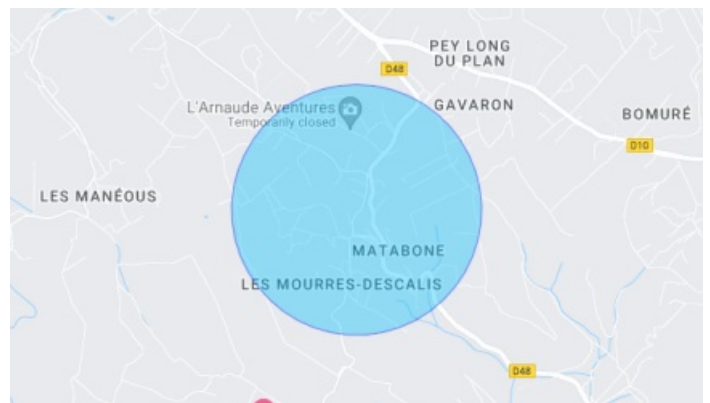 PEY LONG
DU PLAN
D48
L'Arnaude Aventures
Temporarily closed
GAVARON
BOMURÉ
D10
LES MANÉOUS
MATABONE
LES MOURRES-DESCALIS
D48